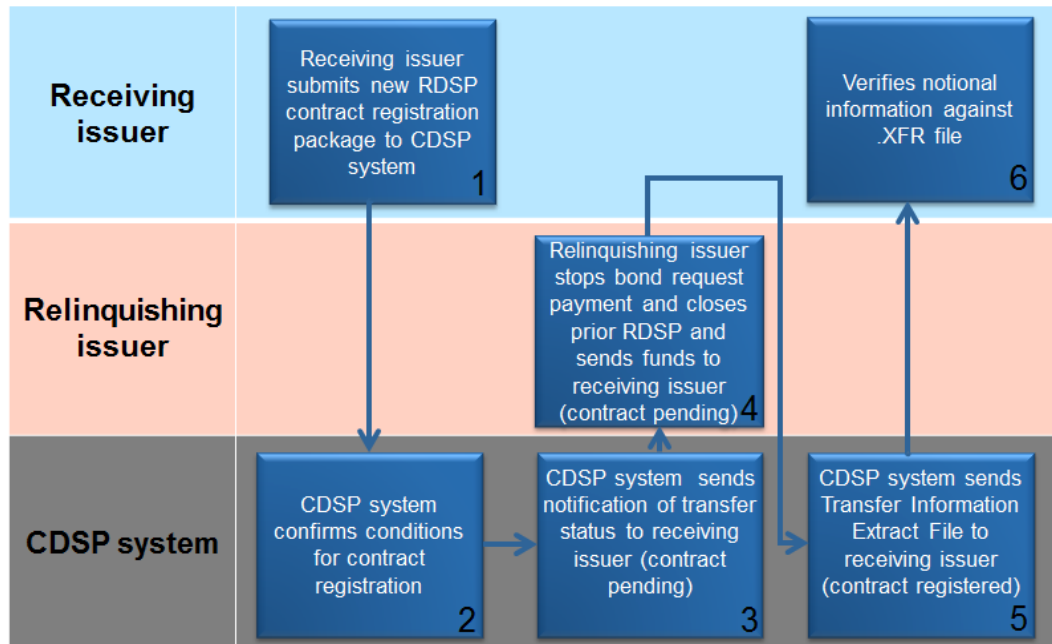 Receiving
issuer
Receiving issuer
submits new RDSP
contract registration
package to CDSP
system
1
Verifies notional
information against
.XFR file
6
Relinquishing
issuer
Relinquishing issuer
stops bond request
payment and closes
prior RDSP and
sends funds to
receiving issuer
(contract pending)
4
CDSP system
CDSP system
confirms conditions
for contract
registration
2
CDSP system sends
notification of transfer
status to receiving
issuer (contract
pending)
3
CDSP system sends
Transfer Information
Extract File to
receiving issuer
(contract registered)
5